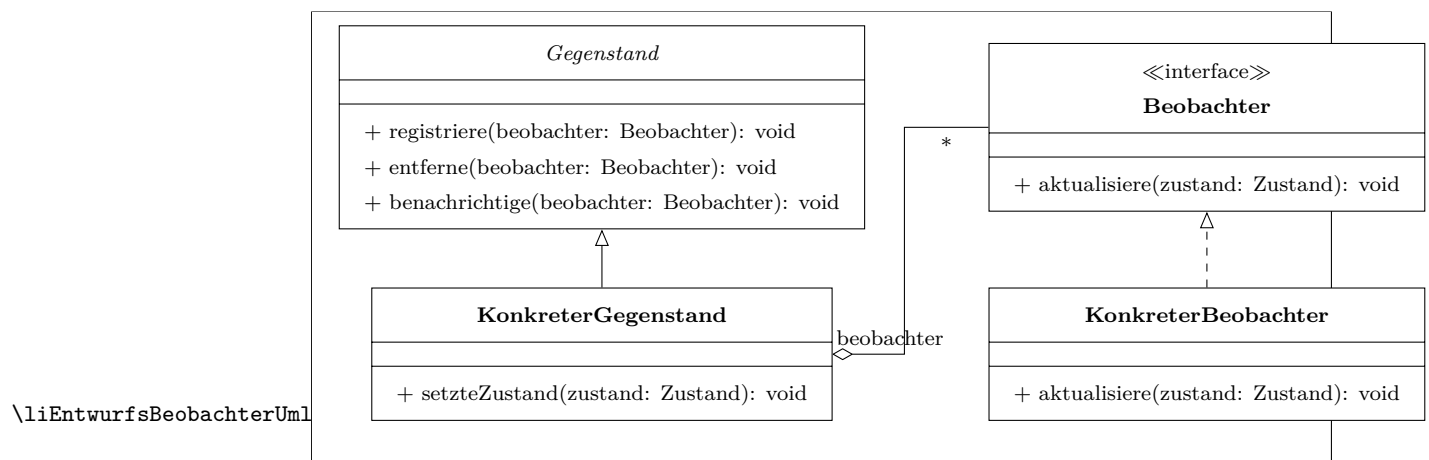 Gegenstand
+ registriere(beobachter: Beobachter): void
+ entferne(beobachter: Beobachter): void
+ benachrichtige(beobachter: Beobachter): void
≪interface≫
Beobachter
+ aktualisiere(zustand: Zustand): void
*
KonkreterGegenstand
+ setzteZustand(zustand: Zustand): void
beobachter
KonkreterBeobachter
+ aktualisiere(zustand: Zustand): void
\liEntwurfsBeobachterUml